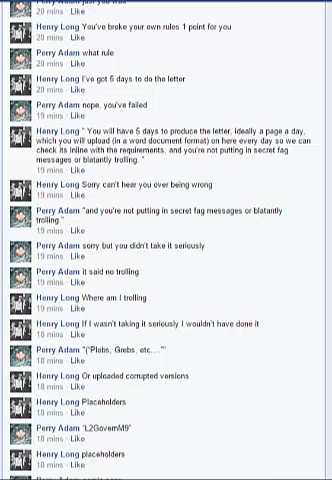 20 mins · Like
Henry Long You've broke your own rules 1 point for you
20 mins · Like
Perry Adam what rule
20 mins · Like
Henry Long I've got 5 days to do the letter
20 mins · Like
Perry Adam nope, you've failed
19 mins · Like
Henry Long " You will have 5 days to produce the letter, ideally a page a day,
which you will upload (in a word document format) on here every day so we can
check its inline with the requirements, and you're not putting in secret fag
messages or blatantly trolling. "
19 mins · Like
Henry Long Sorry can't hear you over being wrong
19 mins · Like
Perry Adam "and you're not putting in secret fag messages or blatantly
trolling "
19 mins · Like
Perry Adam sorry but you didn't take it seriously
19 mins · Like
Perry Adam it said no trolling
19 mins · Like
Henry Long Where am I trolling
19 mins · Like
Henry Long If I wasn't taking it seriously I wouldn't have done it
18 mins · Like
Perry Adam "("Plebs, Grebs, etc....""
18 mins · Like
Henry Long Or uploaded corrupted versions
18 mins · Like
Henry Long Placeholders
18 mins · Like
Perry Adam "L2GovernM9"
18 mins · Like
Henry Long placeholders
18 mins · Like